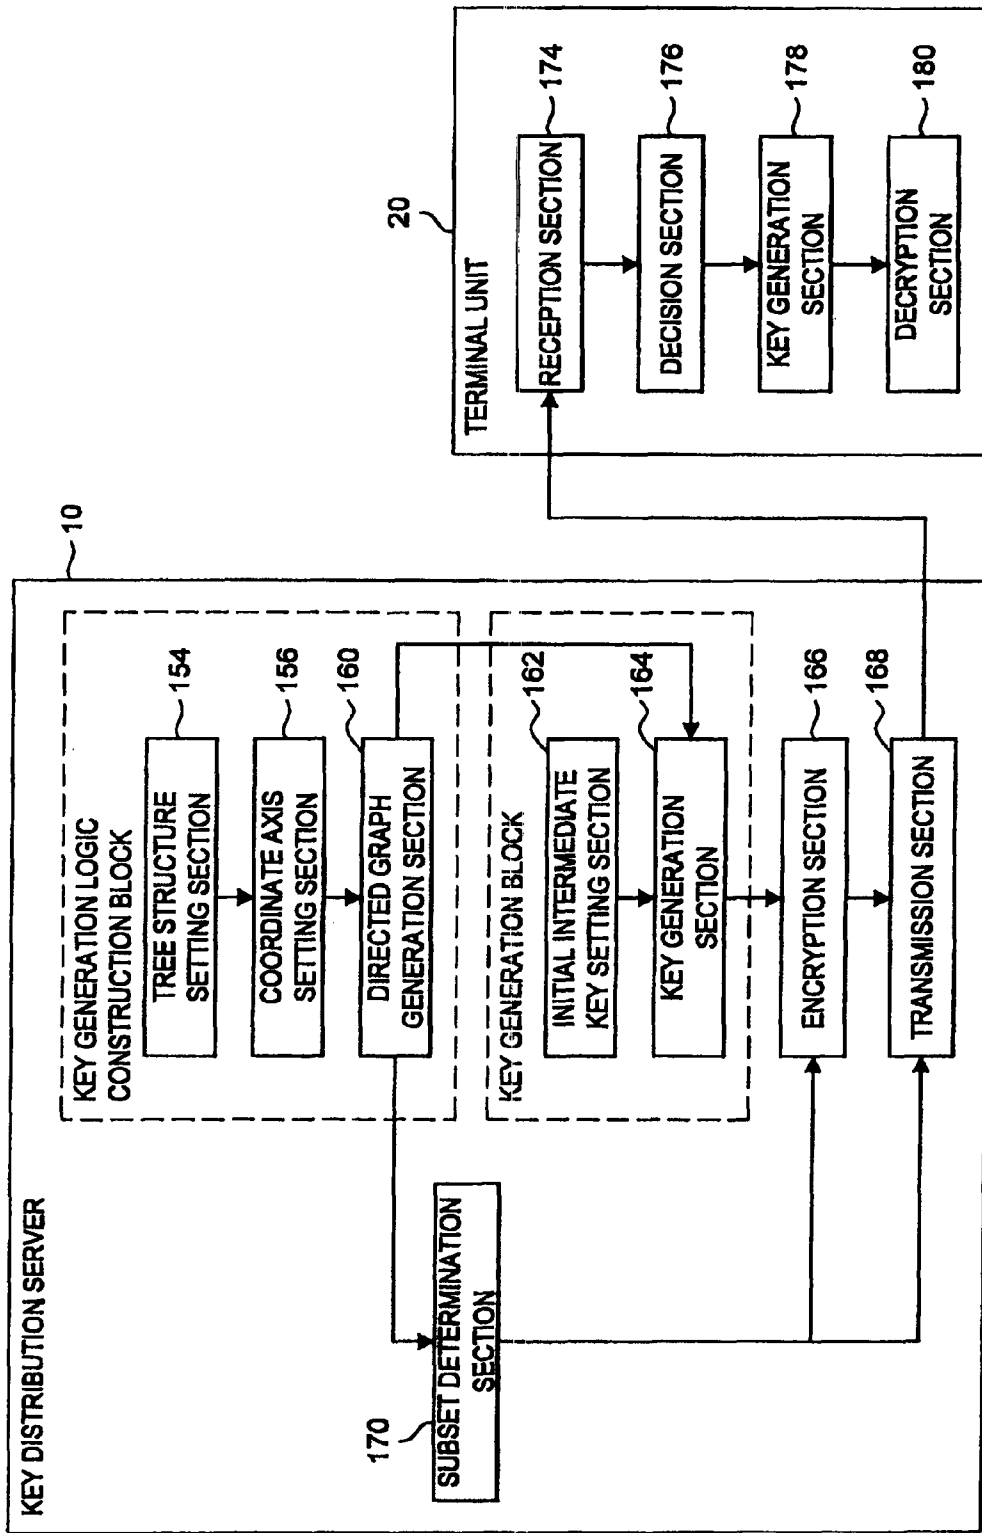 KEY DISTRIBUTION SERVER
10
KEY GENERATION LOGIC
CONSTRUCTION BLOCK
TREE STRUCTURE
SETTING SECTION
154
COORDINATE AXIS
SETTING SECTION
156
DIRECTED GRAPH
GENERATION SECTION
160
170
SUBSET DETERMINATION
SECTION
KEY GENERATION BLOCK
INITIAL INTERMEDIATE
KEY SETTING SECTION
162
KEY GENERATION
SECTION
164
ENCRYPTION SECTION
166
TRANSMISSION SECTION
168
TERMINAL UNIT
20
RECEPTION SECTION
174
DECISION SECTION
176
KEY GENERATION
SECTION
178
DECRYPTION
SECTION
180